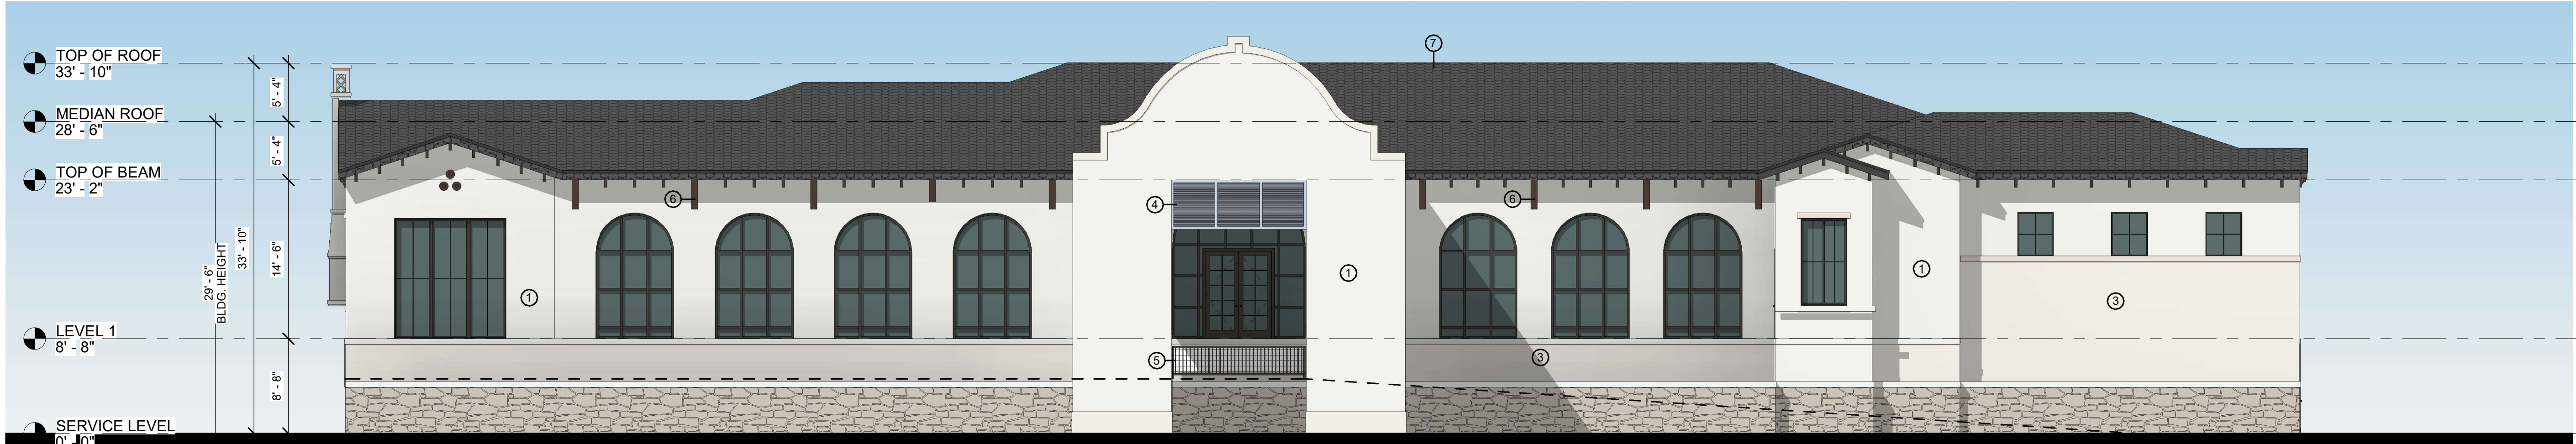 TOP OF ROOF
33' - 10"
MEDIAN ROOF
28' - 6"
TOP OF BEAM
23' - 2"
LEVEL 1
8' - 8"
SERVICE LEVEL
0' - 0"
29' - 6"
BLDG. HEIGHT
33' - 10"
5' - 4"
5' - 4"
14' - 6"
8' - 8"
7
6
4
6
1
1
1
3
5
3